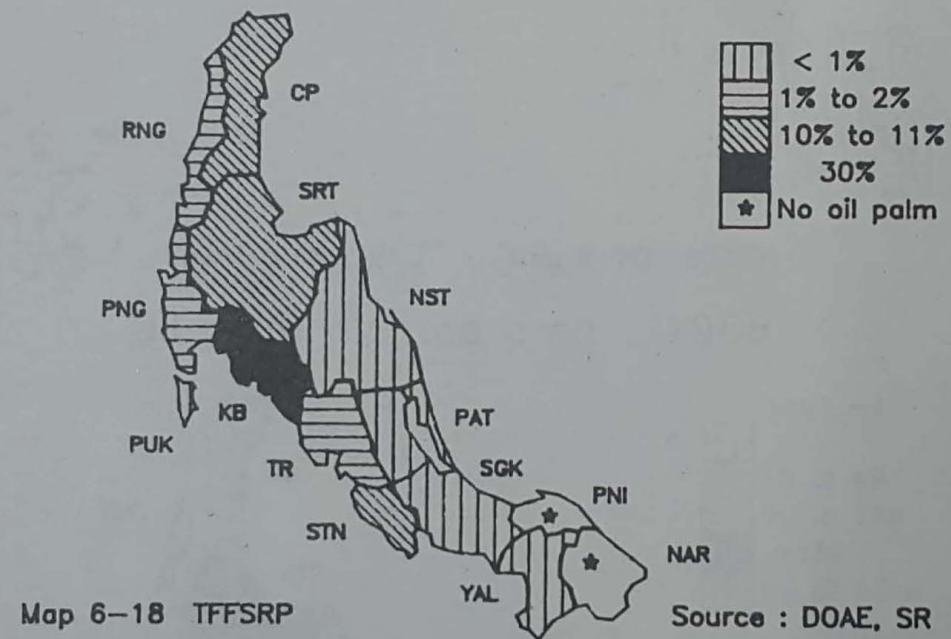 CP
< 1%
1% to 2%
10% to 11%
30%
No oil palm
RNG
SRT
PNG
NST
KB
PUK
PAT
TR
SGK
PNI
STN
NAR
YAL
Map 6-18 TFFSRP
Source : DOAE, SR